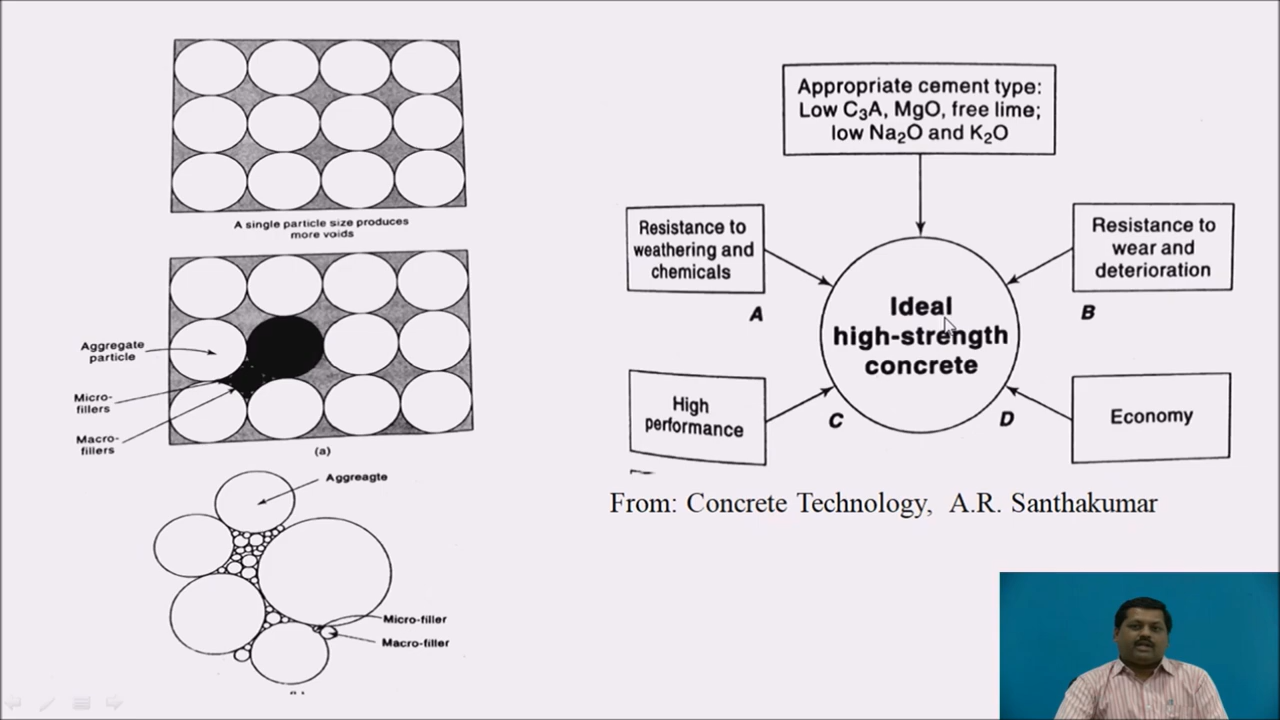 A single particle size produces
more voids
Aggregate
particle
Micro-
fillers
Macro-
fillers
(a)
Aggreagte
Micro-filler
Macro-filler
Appropriate cement type:
Low C₃A, MgO, free lime;
low Na₂O and K₂O
Resistance to
weathering and
chemicals
A
Resistance to
wear and
deterioration
B
Ideal
high-strength
concrete
High
performance
C
Economy
D
From: Concrete Technology, A.R. Santhakumar